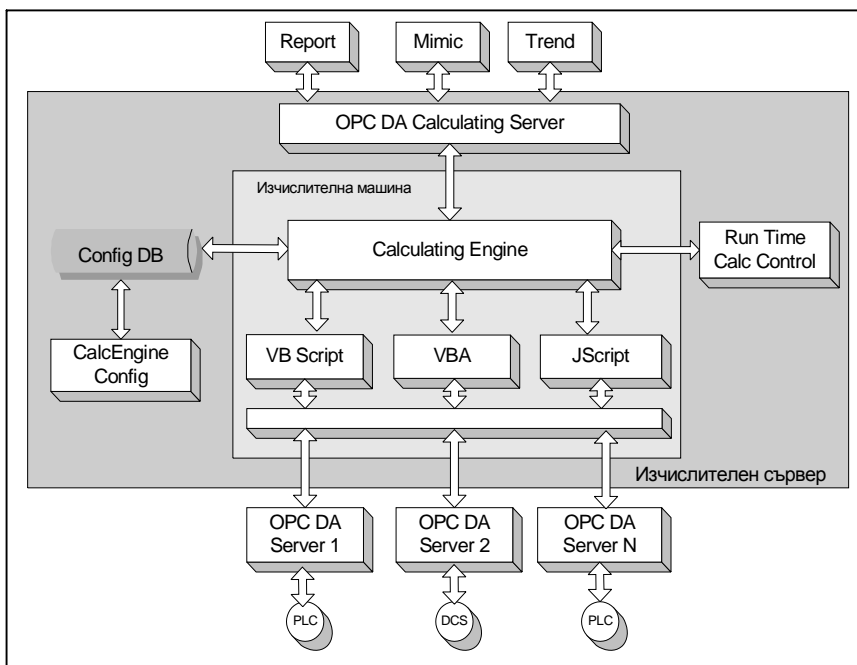 Report
Mimic
Trend
OPC DA Calculating Server
Изчислителна машина
Config DB
Calculating Engine
Run Time
Calc Control
CalcEngine
Config
VB Script
VBA
JScript
Изчислителен сървер
OPC DA
Server 1
OPC DA
Server 2
OPC DA
Server N
PLC
DCS
PLC